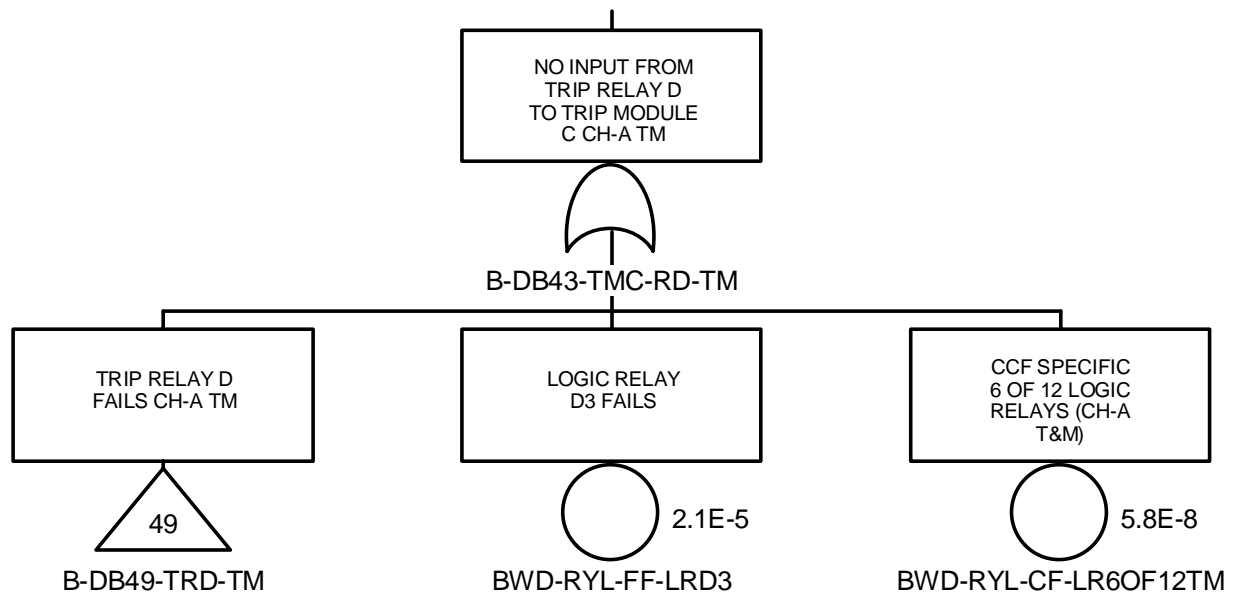 NO INPUT FROM
TRIP RELAY D
TO TRIP MODULE
C CH-A TM
B-DB43-TMC-RD-TM
TRIP RELAY D
FAILS CH-A TM
49
B-DB49-TRD-TM
LOGIC RELAY
D3 FAILS
2.1E-5
BWD-RYL-FF-LRD3
CCF SPECIFIC
6 OF 12 LOGIC
RELAYS (CH-A
T&M)
5.8E-8
BWD-RYL-CF-LR6OF12TM